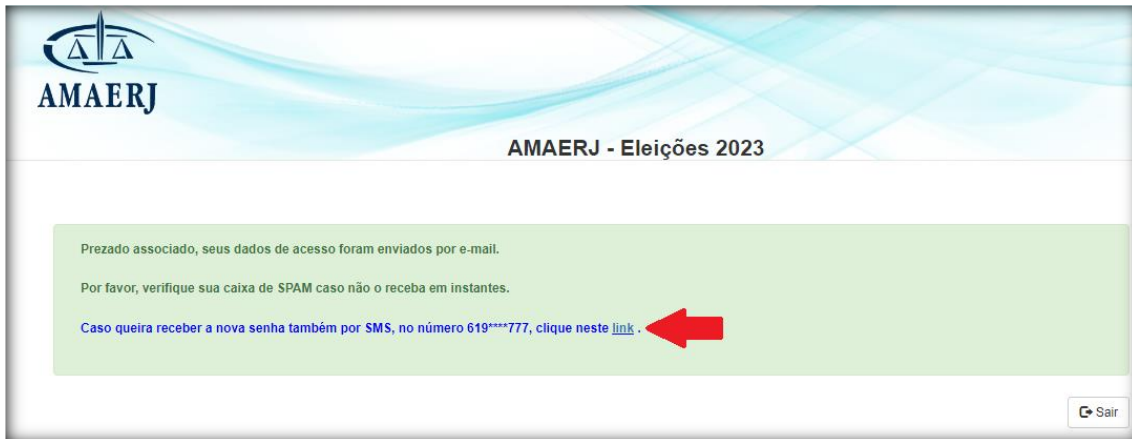 AMAERJ
AMAERJ - Eleições 2023
Prezado associado, seus dados de acesso foram enviados por e-mail.
Por favor, verifique sua caixa de SPAM caso não o receba em instantes.
Caso queira receber a nova senha também por SMS, no número 619****777, clique neste link .
Sair